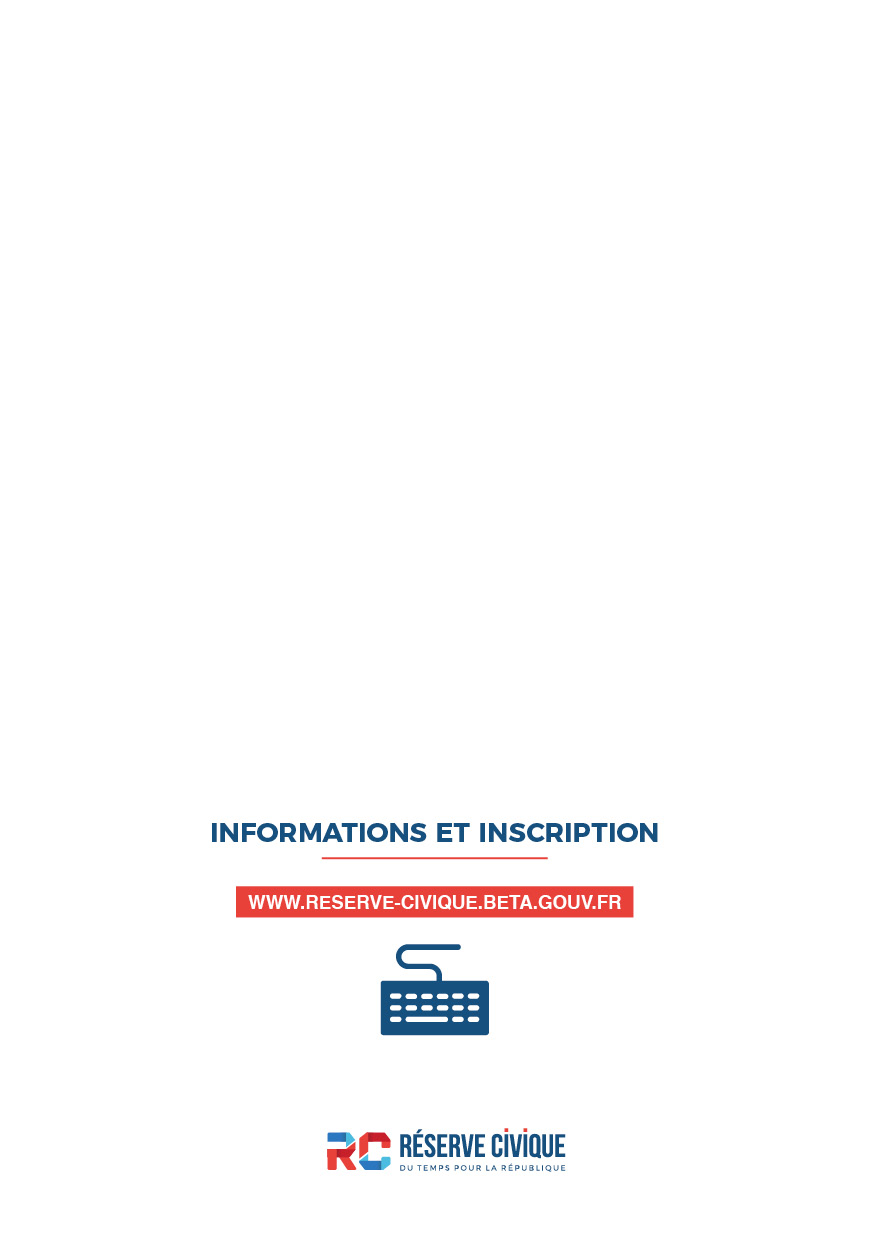 INFORMATIONS ET INSCRIPTION
WWW.RESERVE-CIVIQUE.BETA.GOUV.FR
RC RÉSERVE CIVIQUE
DU TEMPS POUR LA RÉPUBLIQUE